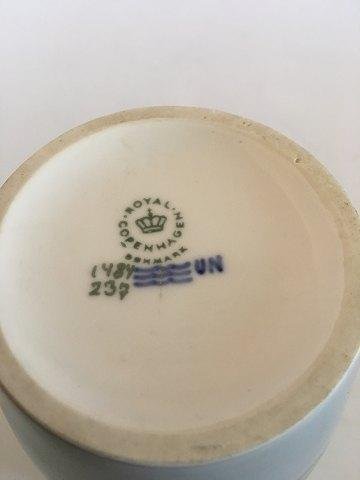 ROYAL
COPENHAGEN
DENMARK
1484 UN
237